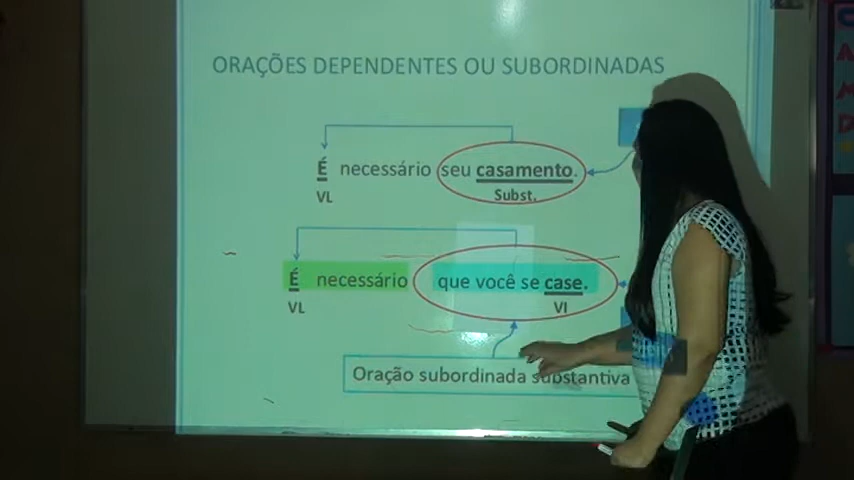 ORAÇÕES DEPENDENTES OU SUBORDINADAS
É necessário seu casamento.
VL Subst.
É necessário que você se case.
VL VI
Oração subordinada substantiva